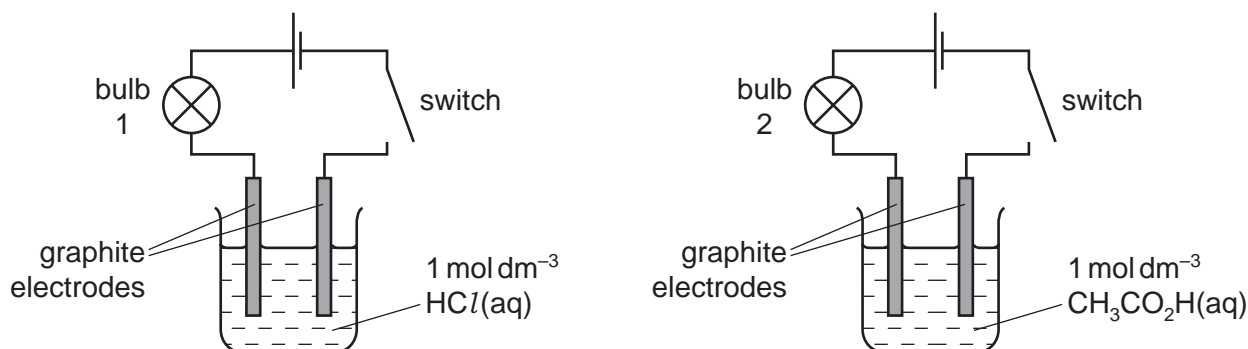 bulb
1
switch
graphite
electrodes
1 mol dm⁻³
HCl(aq)
bulb
2
switch
graphite
electrodes
1 mol dm⁻³
CH₃CO₂H(aq)